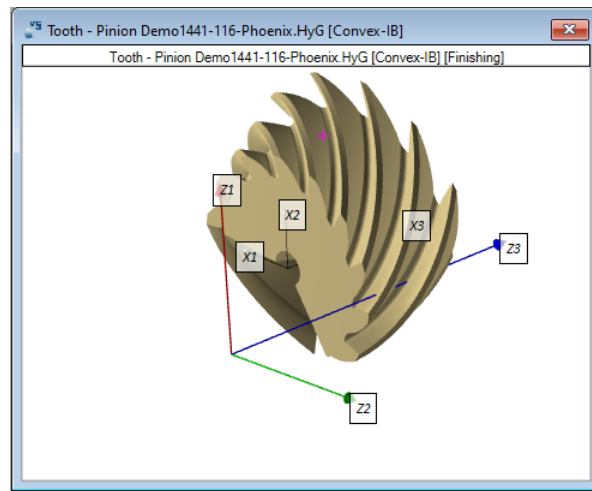 Tooth - Pinion Demo1441-116-Phoenix.HyG [Convex-IB]
Tooth - Pinion Demo1441-116-Phoenix.HyG [Convex-IB] [Finishing]
Z1
X2
X3
X1
Z3
Z2